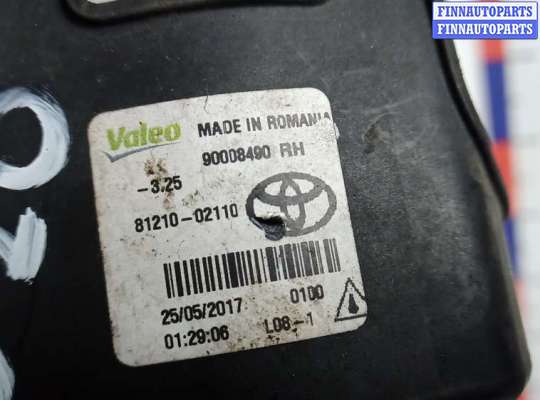 FINNAUTOPARTS
FINNAUTOPARTS
Valeo MADE IN ROMANIA
90008490 RH
-3.25
81210-02110
25/05/2017 0100
01:29:06 L08-1